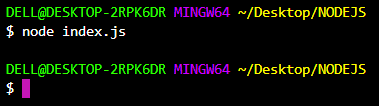 DELL@DESKTOP-2RPK6DR MINGW64 ~/Desktop/NODEJS
$ node index.js
DELL@DESKTOP-2RPK6DR MINGW64 ~/Desktop/NODEJS
$